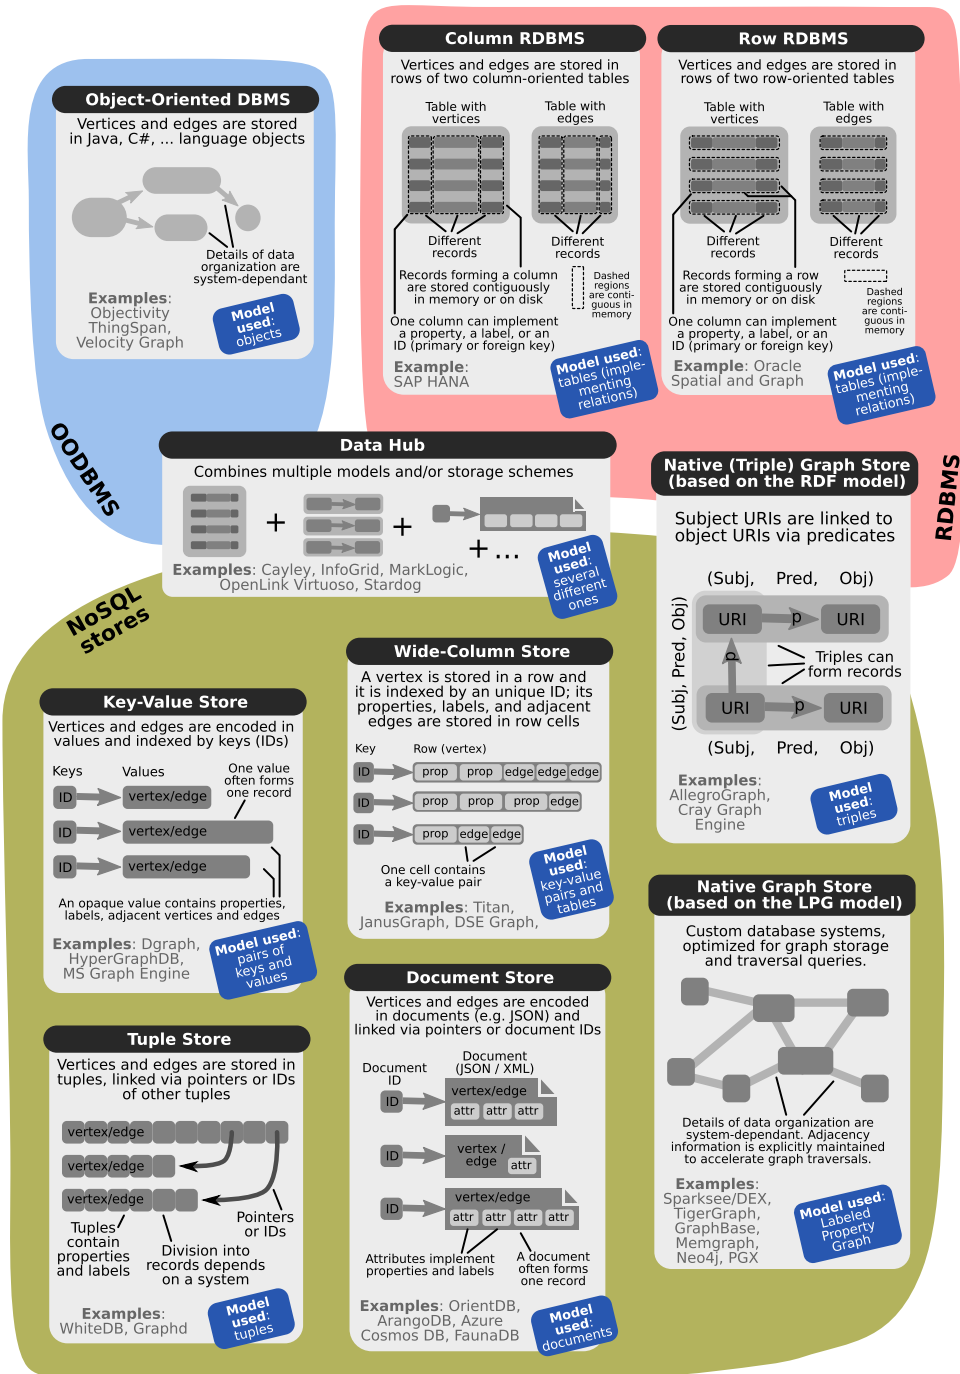 Object-Oriented DBMS
Vertices and edges are stored
in Java, C#, ... language objects
Details of data
organization are
system-dependant
Examples:
Objectivity
ThingSpan,
Velocity Graph
Model
used:
objects
OODBMS
Column RDBMS
Vertices and edges are stored in
rows of two column-oriented tables
Table with
vertices
Table with
edges
Different
records
Different
records
Records forming a column
are stored contiguously
in memory or on disk
Dashed
regions
are conti-
guous in
memory
One column can implement
a property, a label, or an
ID (primary or foreign key)
Example:
SAP HANA
Model used:
tables (imple-
menting
relations)
Row RDBMS
Vertices and edges are stored in
rows of two row-oriented tables
Table with
vertices
Table with
edges
Different
records
Different
records
Records forming a row
are stored contiguously
in memory or on disk
Dashed
regions
are conti-
guous in
memory
One column can implement
a property, a label, or an
ID (primary or foreign key)
Example: Oracle
Spatial and Graph
Model used:
tables (imple-
menting
relations)
RDBMS
Data Hub
Combines multiple models and/or storage schemes
+
+
+ ...
Examples: Cayley, InfoGrid, MarkLogic,
OpenLink Virtuoso, Stardog
Model
used:
several
different
ones
Native (Triple) Graph Store
(based on the RDF model)
Subject URIs are linked to
object URIs via predicates
(Subj, Pred, Obj)
(Subj, Pred, Obj)
URI
p
URI
p
Triples can
form records
URI
p
URI
(Subj, Pred, Obj)
Examples:
AllegroGraph,
Cray Graph
Engine
Model
used:
triples
NoSQL
stores
Key-Value Store
Vertices and edges are encoded in
values and indexed by keys (IDs)
Keys
Values
One value
often forms
one record
ID
vertex/edge
ID
vertex/edge
ID
vertex/edge
An opaque value contains properties,
labels, adjacent vertices and edges
Examples: Dgraph,
HyperGraphDB,
MS Graph Engine
Model used:
pairs of
keys and
values
Wide-Column Store
A vertex is stored in a row and
it is indexed by an unique ID; its
properties, labels, and adjacent
edges are stored in row cells
Key
Row (vertex)
ID
prop prop edge edge edge
ID
prop prop prop edge
ID
prop edge edge
One cell contains
a key-value pair
Examples: Titan,
JanusGraph, DSE Graph,
Model
used:
key-value
pairs and
tables
Native Graph Store
(based on the LPG model)
Custom database systems,
optimized for graph storage
and traversal queries.
Details of data organization are
system-dependant. Adjacency
information is explicitly maintained
to accelerate graph traversals.
Examples:
Sparksee/DEX,
TigerGraph,
GraphBase,
Memgraph,
Neo4j, PGX
Model used:
Labeled
Property
Graph
Tuple Store
Vertices and edges are stored in
tuples, linked via pointers or IDs
of other tuples
vertex/edge
vertex/edge
vertex/edge
Tuples
contain
properties
and labels
Division into
records depends
on a system
Pointers
or IDs
Examples:
WhiteDB, Graphd
Model
used:
tuples
Document Store
Vertices and edges are encoded
in documents (e.g. JSON) and
linked via pointers or document IDs
Document
ID
Document
(JSON / XML)
ID
vertex/edge
attr attr attr
ID
vertex /
edge
attr
ID
vertex/edge
attr attr attr attr
Attributes implement
properties and labels
A document
often forms
one record
Examples: OrientDB,
ArangoDB, Azure
Cosmos DB, FaunaDB
Model
used:
documents